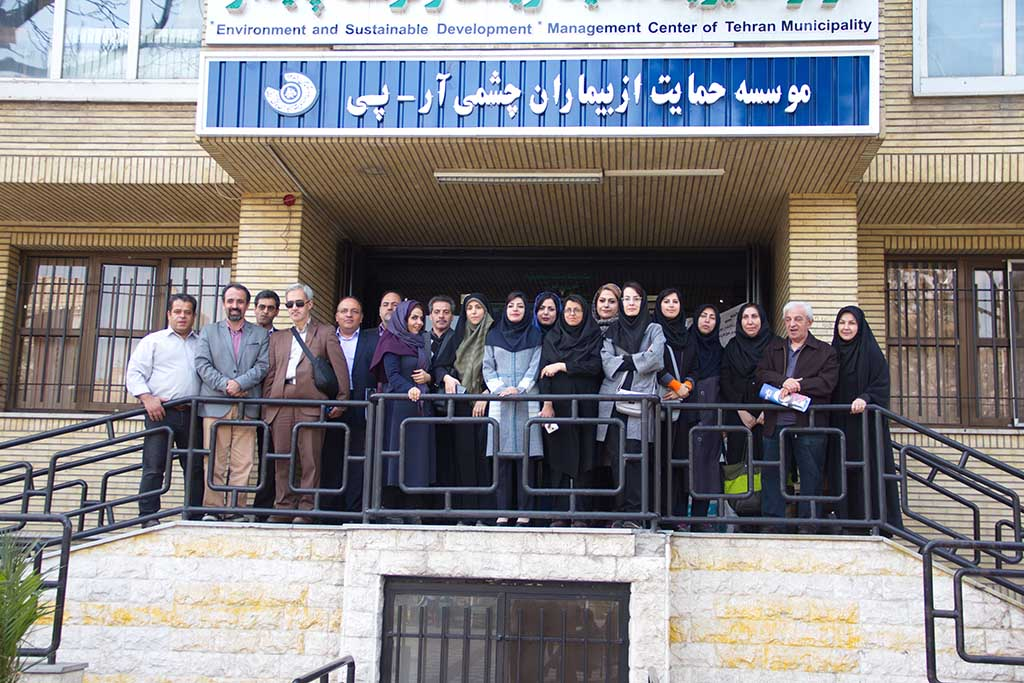 Environment and Sustainable Development * Management Center of Tehran Municipality
موسسه حمایت از بیماران چشمی آر - پی